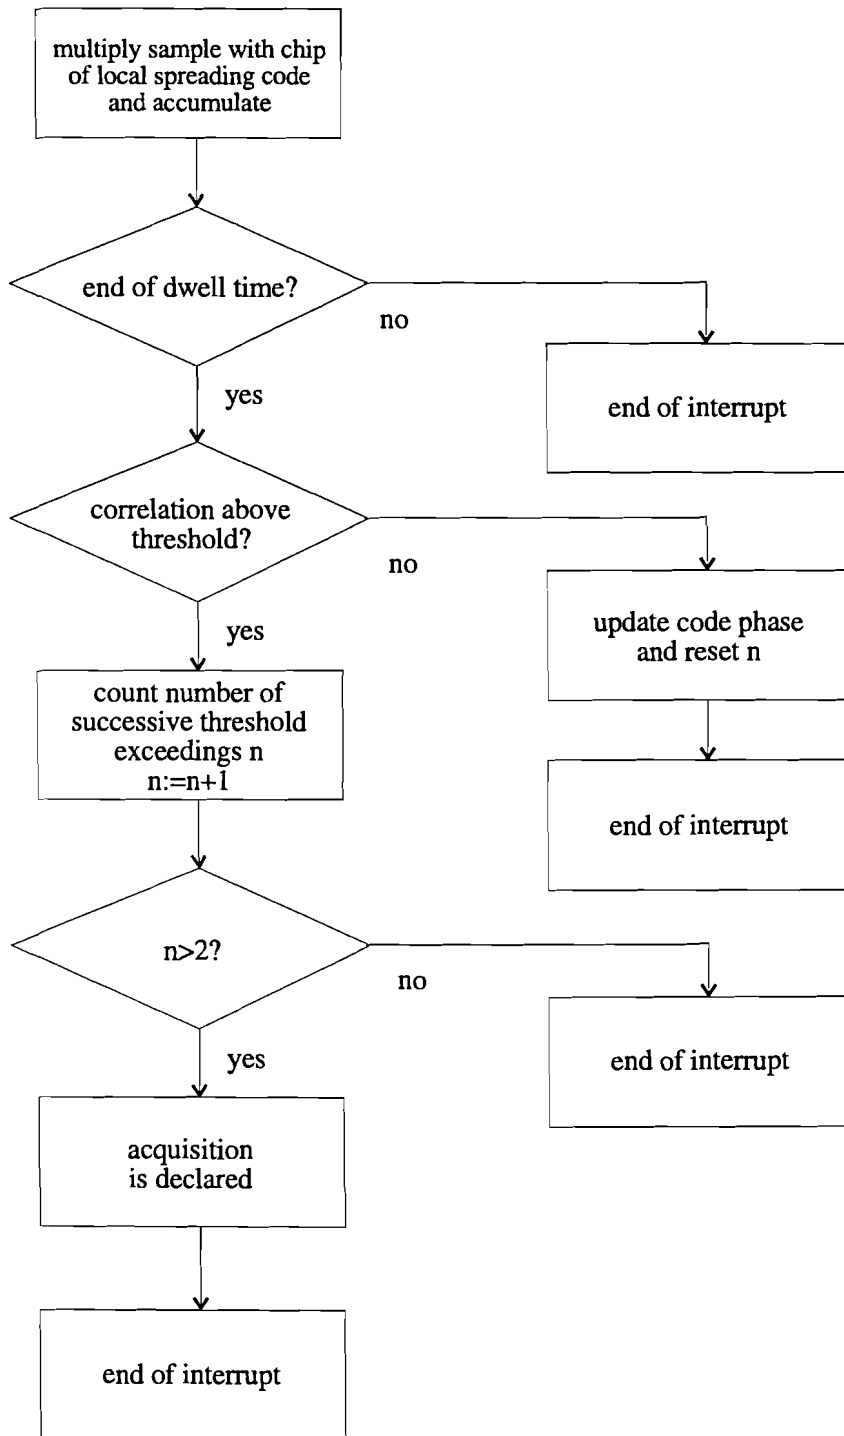 multiply sample with chip
of local spreading code
and accumulate
end of dwell time?
no
end of interrupt
yes
correlation above
threshold?
no
update code phase
and reset n
yes
count number of
successive threshold
exceedings n
n:=n+1
end of interrupt
n>2?
no
end of interrupt
yes
acquisition
is declared
end of interrupt